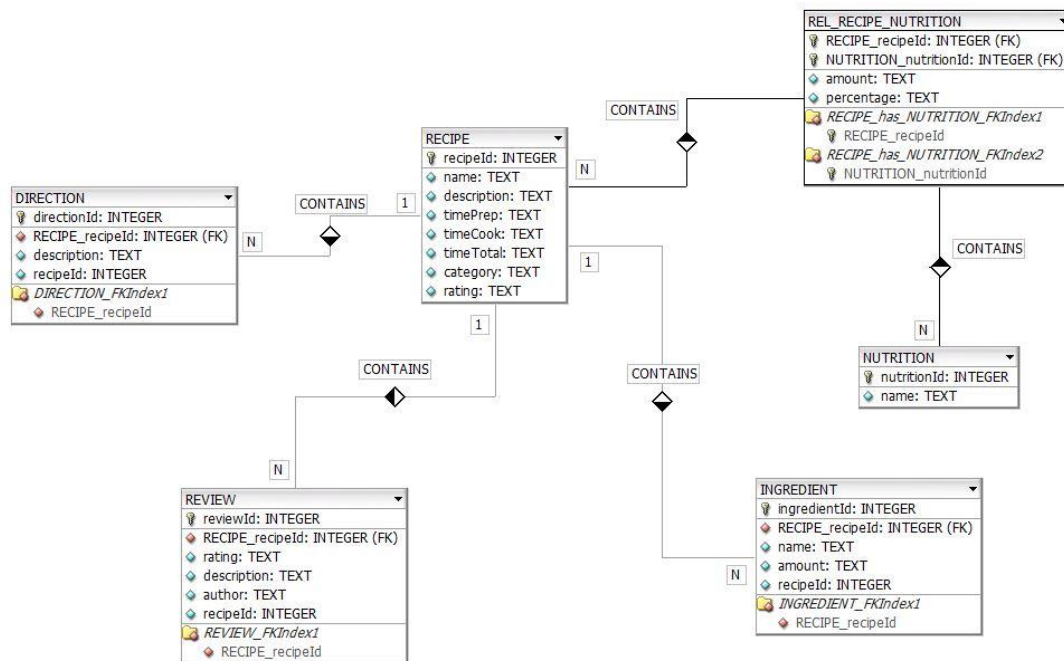 REL_RECIPE_NUTRITION
RECIPE_recipeId: INTEGER (FK)
NUTRITION_nutritionId: INTEGER (FK)
amount: TEXT
percentage: TEXT
RECIPE_has_NUTRITION_FKIndex1
RECIPE_recipeId
RECIPE_has_NUTRITION_FKIndex2
NUTRITION_nutritionId
CONTAINS
N
RECIPE
recipeId: INTEGER
name: TEXT
description: TEXT
timePrep: TEXT
timeCook: TEXT
timeTotal: TEXT
category: TEXT
rating: TEXT
DIRECTION
directionId: INTEGER
RECIPE_recipeId: INTEGER (FK)
description: TEXT
recipeId: INTEGER
DIRECTION_FKIndex1
RECIPE_recipeId
CONTAINS
1
N
1
1
CONTAINS
N
CONTAINS
N
NUTRITION
nutritionId: INTEGER
name: TEXT
CONTAINS
N
REVIEW
reviewId: INTEGER
RECIPE_recipeId: INTEGER (FK)
rating: TEXT
description: TEXT
author: TEXT
recipeId: INTEGER
REVIEW_FKIndex1
RECIPE_recipeId
INGREDIENT
ingredientId: INTEGER
RECIPE_recipeId: INTEGER (FK)
name: TEXT
amount: TEXT
recipeId: INTEGER
INGREDIENT_FKIndex1
RECIPE_recipeId